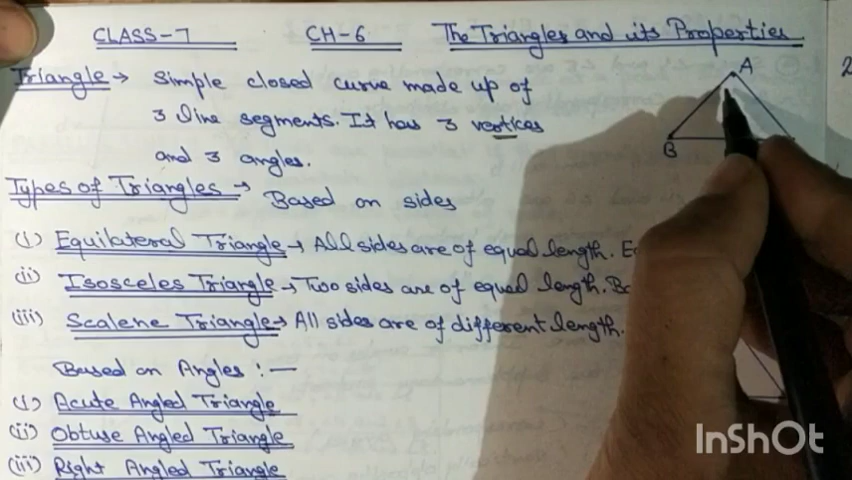 CLASS-7 CH-6 The Triangles and its Properties
Triangle → Simple closed curve made up of
3 line segments. It has 3 vertices
and 3 angles.
A
B
2
Types of Triangles → Based on sides
(i) Equilateral Triangle → All sides are of equal length.
(ii) Isosceles Triangle → Two sides are of equal length.
(iii) Scalene Triangle → All sides are of different length.
Based on Angles :—
(i) Acute Angled Triangle
(ii) Obtuse Angled Triangle
(iii) Right Angled Triangle
InShOt